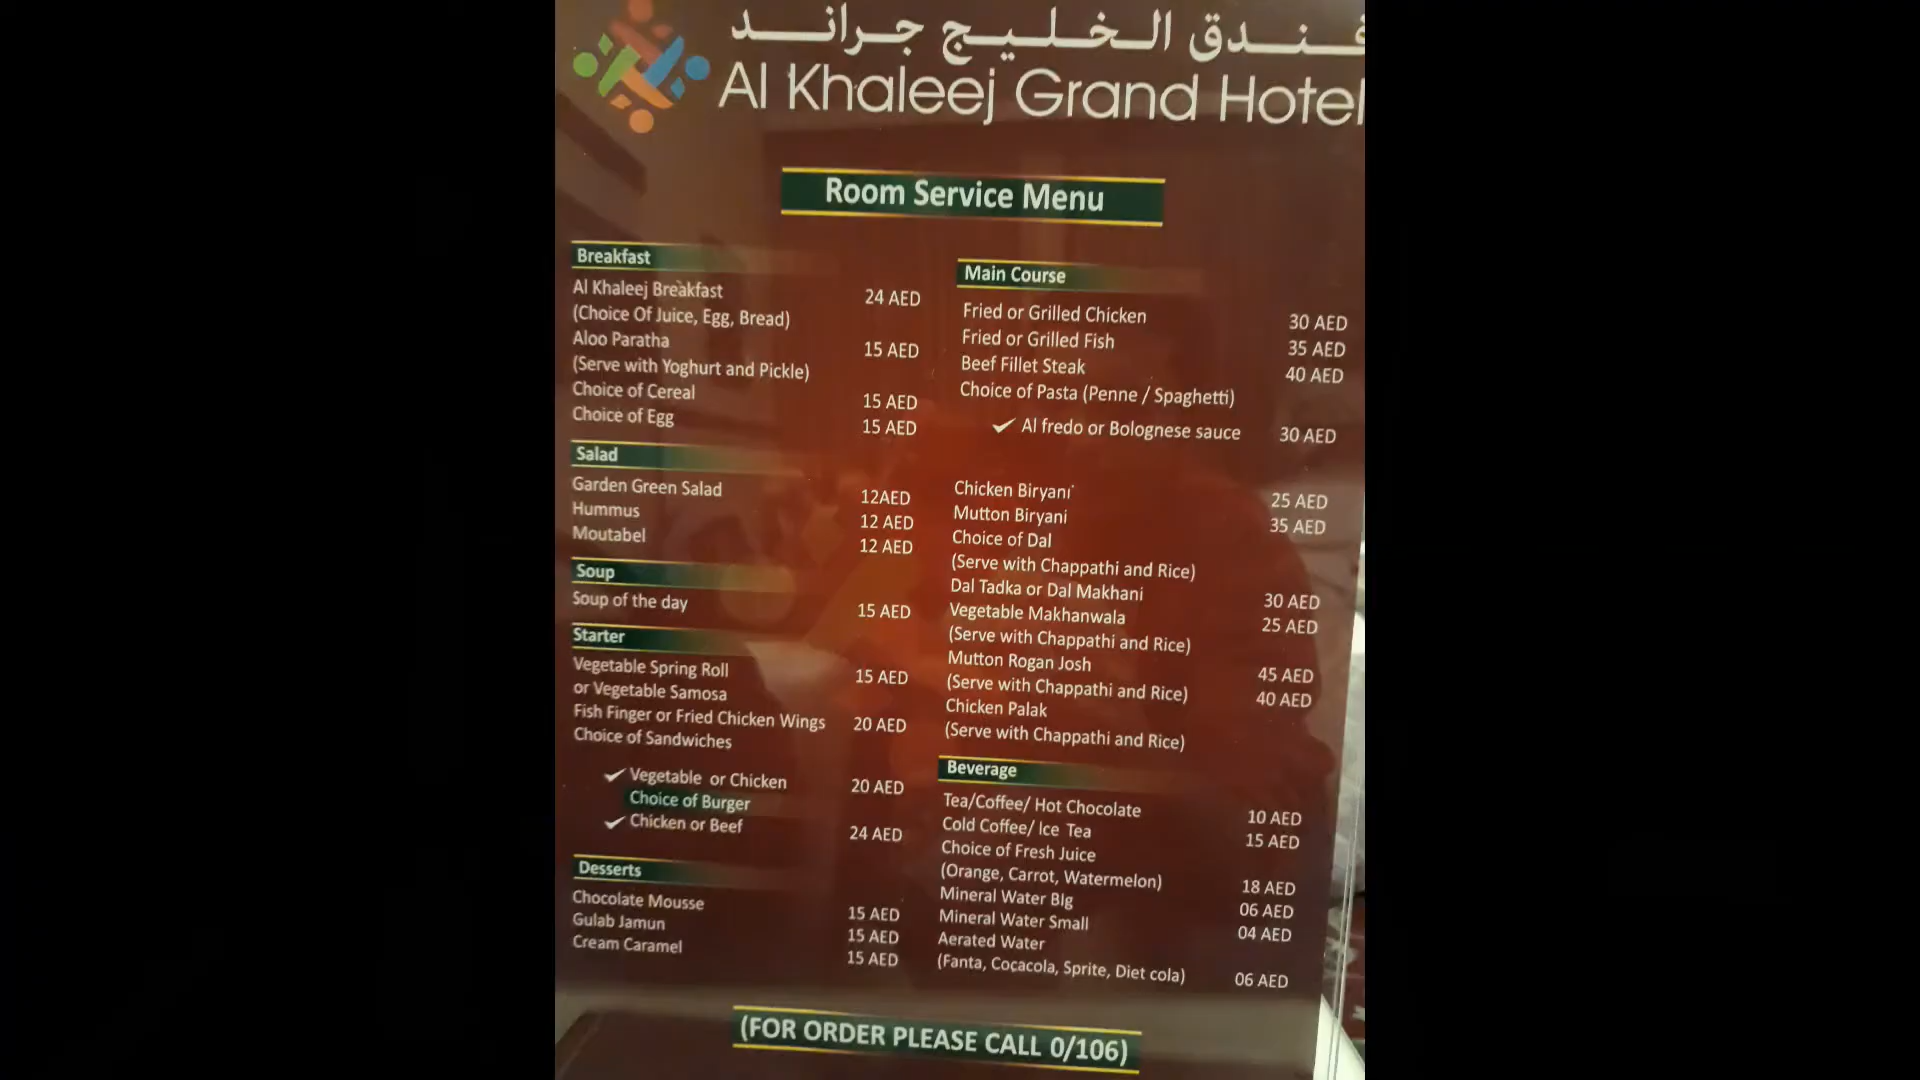 فندق الخليج جراند
Al Khaleej Grand Hotel
Room Service Menu
Breakfast
Al Khaleej Breakfast 24 AED
(Choice Of Juice, Egg, Bread)
Aloo Paratha 15 AED
(Serve with Yoghurt and Pickle)
Choice of Cereal 15 AED
Choice of Egg 15 AED
Salad
Garden Green Salad 12AED
Hummus 12 AED
Moutabel 12 AED
Soup
Soup of the day 15 AED
Starter
Vegetable Spring Roll 15 AED
or Vegetable Samosa
Fish Finger or Fried Chicken Wings 20 AED
Choice of Sandwiches
Vegetable or Chicken 20 AED
Choice of Burger
Chicken or Beef 24 AED
Desserts
Chocolate Mousse 15 AED
Gulab Jamun 15 AED
Cream Caramel 15 AED
Main Course
Fried or Grilled Chicken 30 AED
Fried or Grilled Fish 35 AED
Beef Fillet Steak 40 AED
Choice of Pasta (Penne / Spaghetti)
Al fredo or Bolognese sauce 30 AED
Chicken Biryani 25 AED
Mutton Biryani 35 AED
Choice of Dal
(Serve with Chappathi and Rice)
Dal Tadka or Dal Makhani 30 AED
Vegetable Makhanwala 25 AED
(Serve with Chappathi and Rice)
Mutton Rogan Josh 45 AED
(Serve with Chappathi and Rice) 40 AED
Chicken Palak
(Serve with Chappathi and Rice)
Beverage
Tea/Coffee/ Hot Chocolate 10 AED
Cold Coffee/ Ice Tea 15 AED
Choice of Fresh Juice
(Orange, Carrot, Watermelon) 18 AED
Mineral Water BIg 06 AED
Mineral Water Small 04 AED
Aerated Water
(Fanta, Cocacola, Sprite, Diet cola) 06 AED
(FOR ORDER PLEASE CALL 0/106)